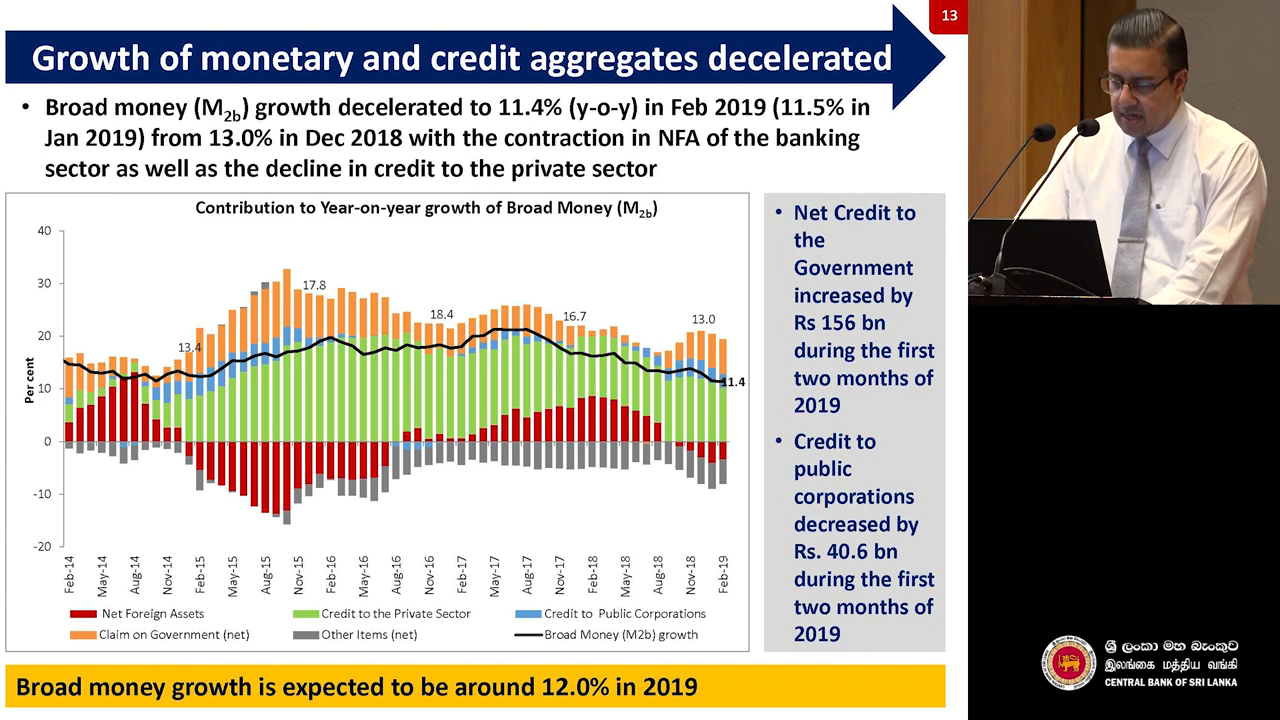 13
Growth of monetary and credit aggregates decelerated
• Broad money (M2b) growth decelerated to 11.4% (y-o-y) in Feb 2019 (11.5% in
Jan 2019) from 13.0% in Dec 2018 with the contraction in NFA of the banking
sector as well as the decline in credit to the private sector
Contribution to Year-on-year growth of Broad Money (M2b)
Per cent
40
30
20
10
0
-10
-20
13.4
17.8
18.4
16.7
13.0
11.4
Feb-14
May-14
Aug-14
Nov-14
Feb-15
May-15
Aug-15
Nov-15
Feb-16
May-16
Aug-16
Nov-16
Feb-17
May-17
Aug-17
Nov-17
Feb-18
May-18
Aug-18
Nov-18
Feb-19
Net Foreign Assets
Credit to the Private Sector
Credit to Public Corporations
Claim on Government (net)
Other Items (net)
Broad Money (M2b) growth
• Net Credit to
the
Government
increased by
Rs 156 bn
during the first
two months of
2019
• Credit to
public
corporations
decreased by
Rs. 40.6 bn
during the first
two months of
2019
Broad money growth is expected to be around 12.0% in 2019
ශ්‍රී ලංකා මහ බැංකුව
இலங்கை மத்திய வங்கி
CENTRAL BANK OF SRI LANKA